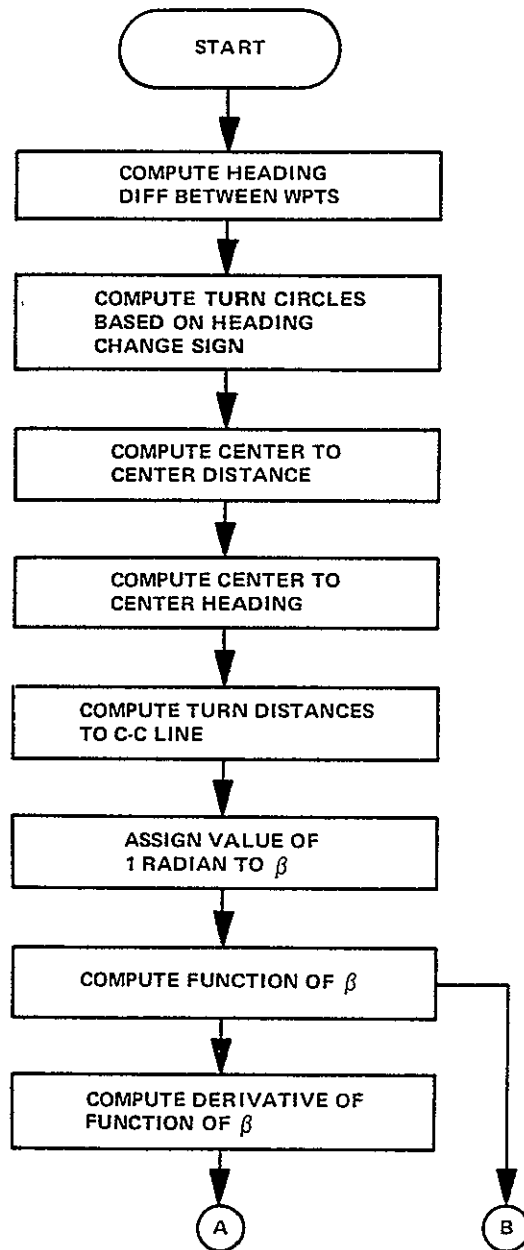 START
COMPUTE HEADING
DIFF BETWEEN WPTS
COMPUTE TURN CIRCLES
BASED ON HEADING
CHANGE SIGN
COMPUTE CENTER TO
CENTER DISTANCE
COMPUTE CENTER TO
CENTER HEADING
COMPUTE TURN DISTANCES
TO C-C LINE
ASSIGN VALUE OF
1 RADIAN TO β
COMPUTE FUNCTION OF β
COMPUTE DERIVATIVE OF
FUNCTION OF β
A
B